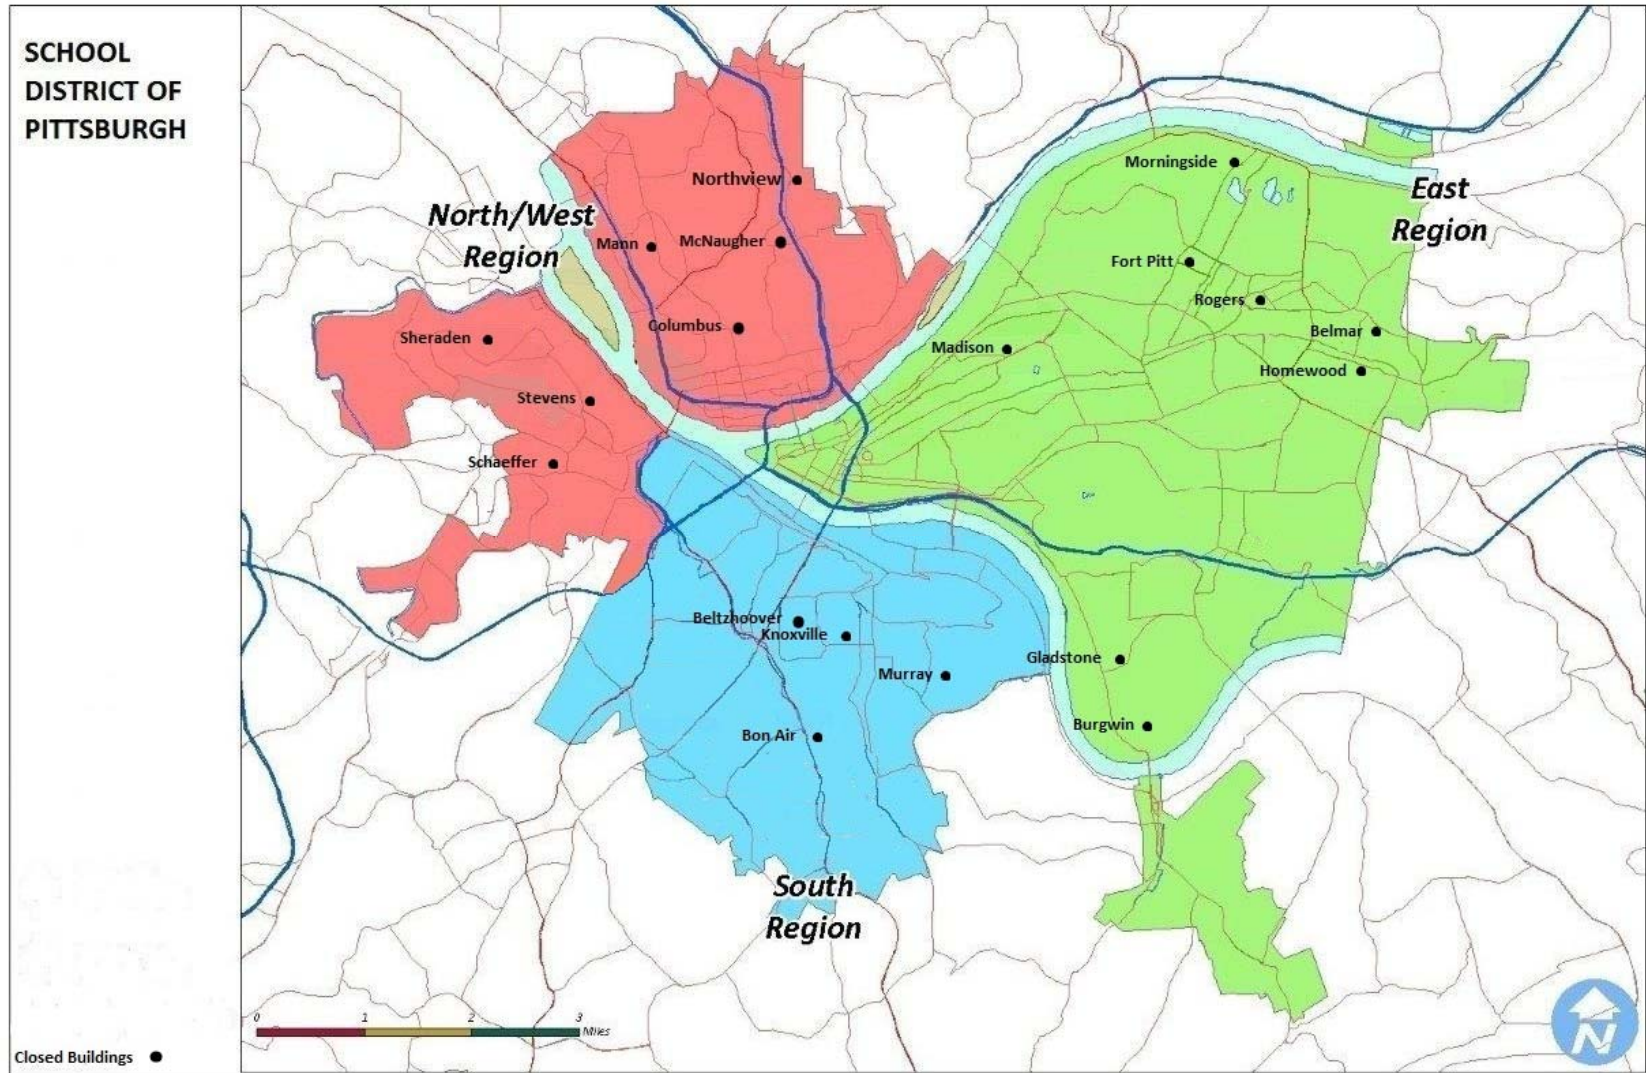 SCHOOL
DISTRICT OF
PITTSBURGH
North/West
Region
East
Region
South
Region
Morningside
Northview
Mann
McNaugher
Fort Pitt
Rogers
Columbus
Belmar
Sheraden
Madison
Homewood
Stevens
Schaeffer
Beltzhoover
Knoxville
Gladstone
Murray
Burgwin
Bon Air
0 1 2 3
Miles
N
Closed Buildings